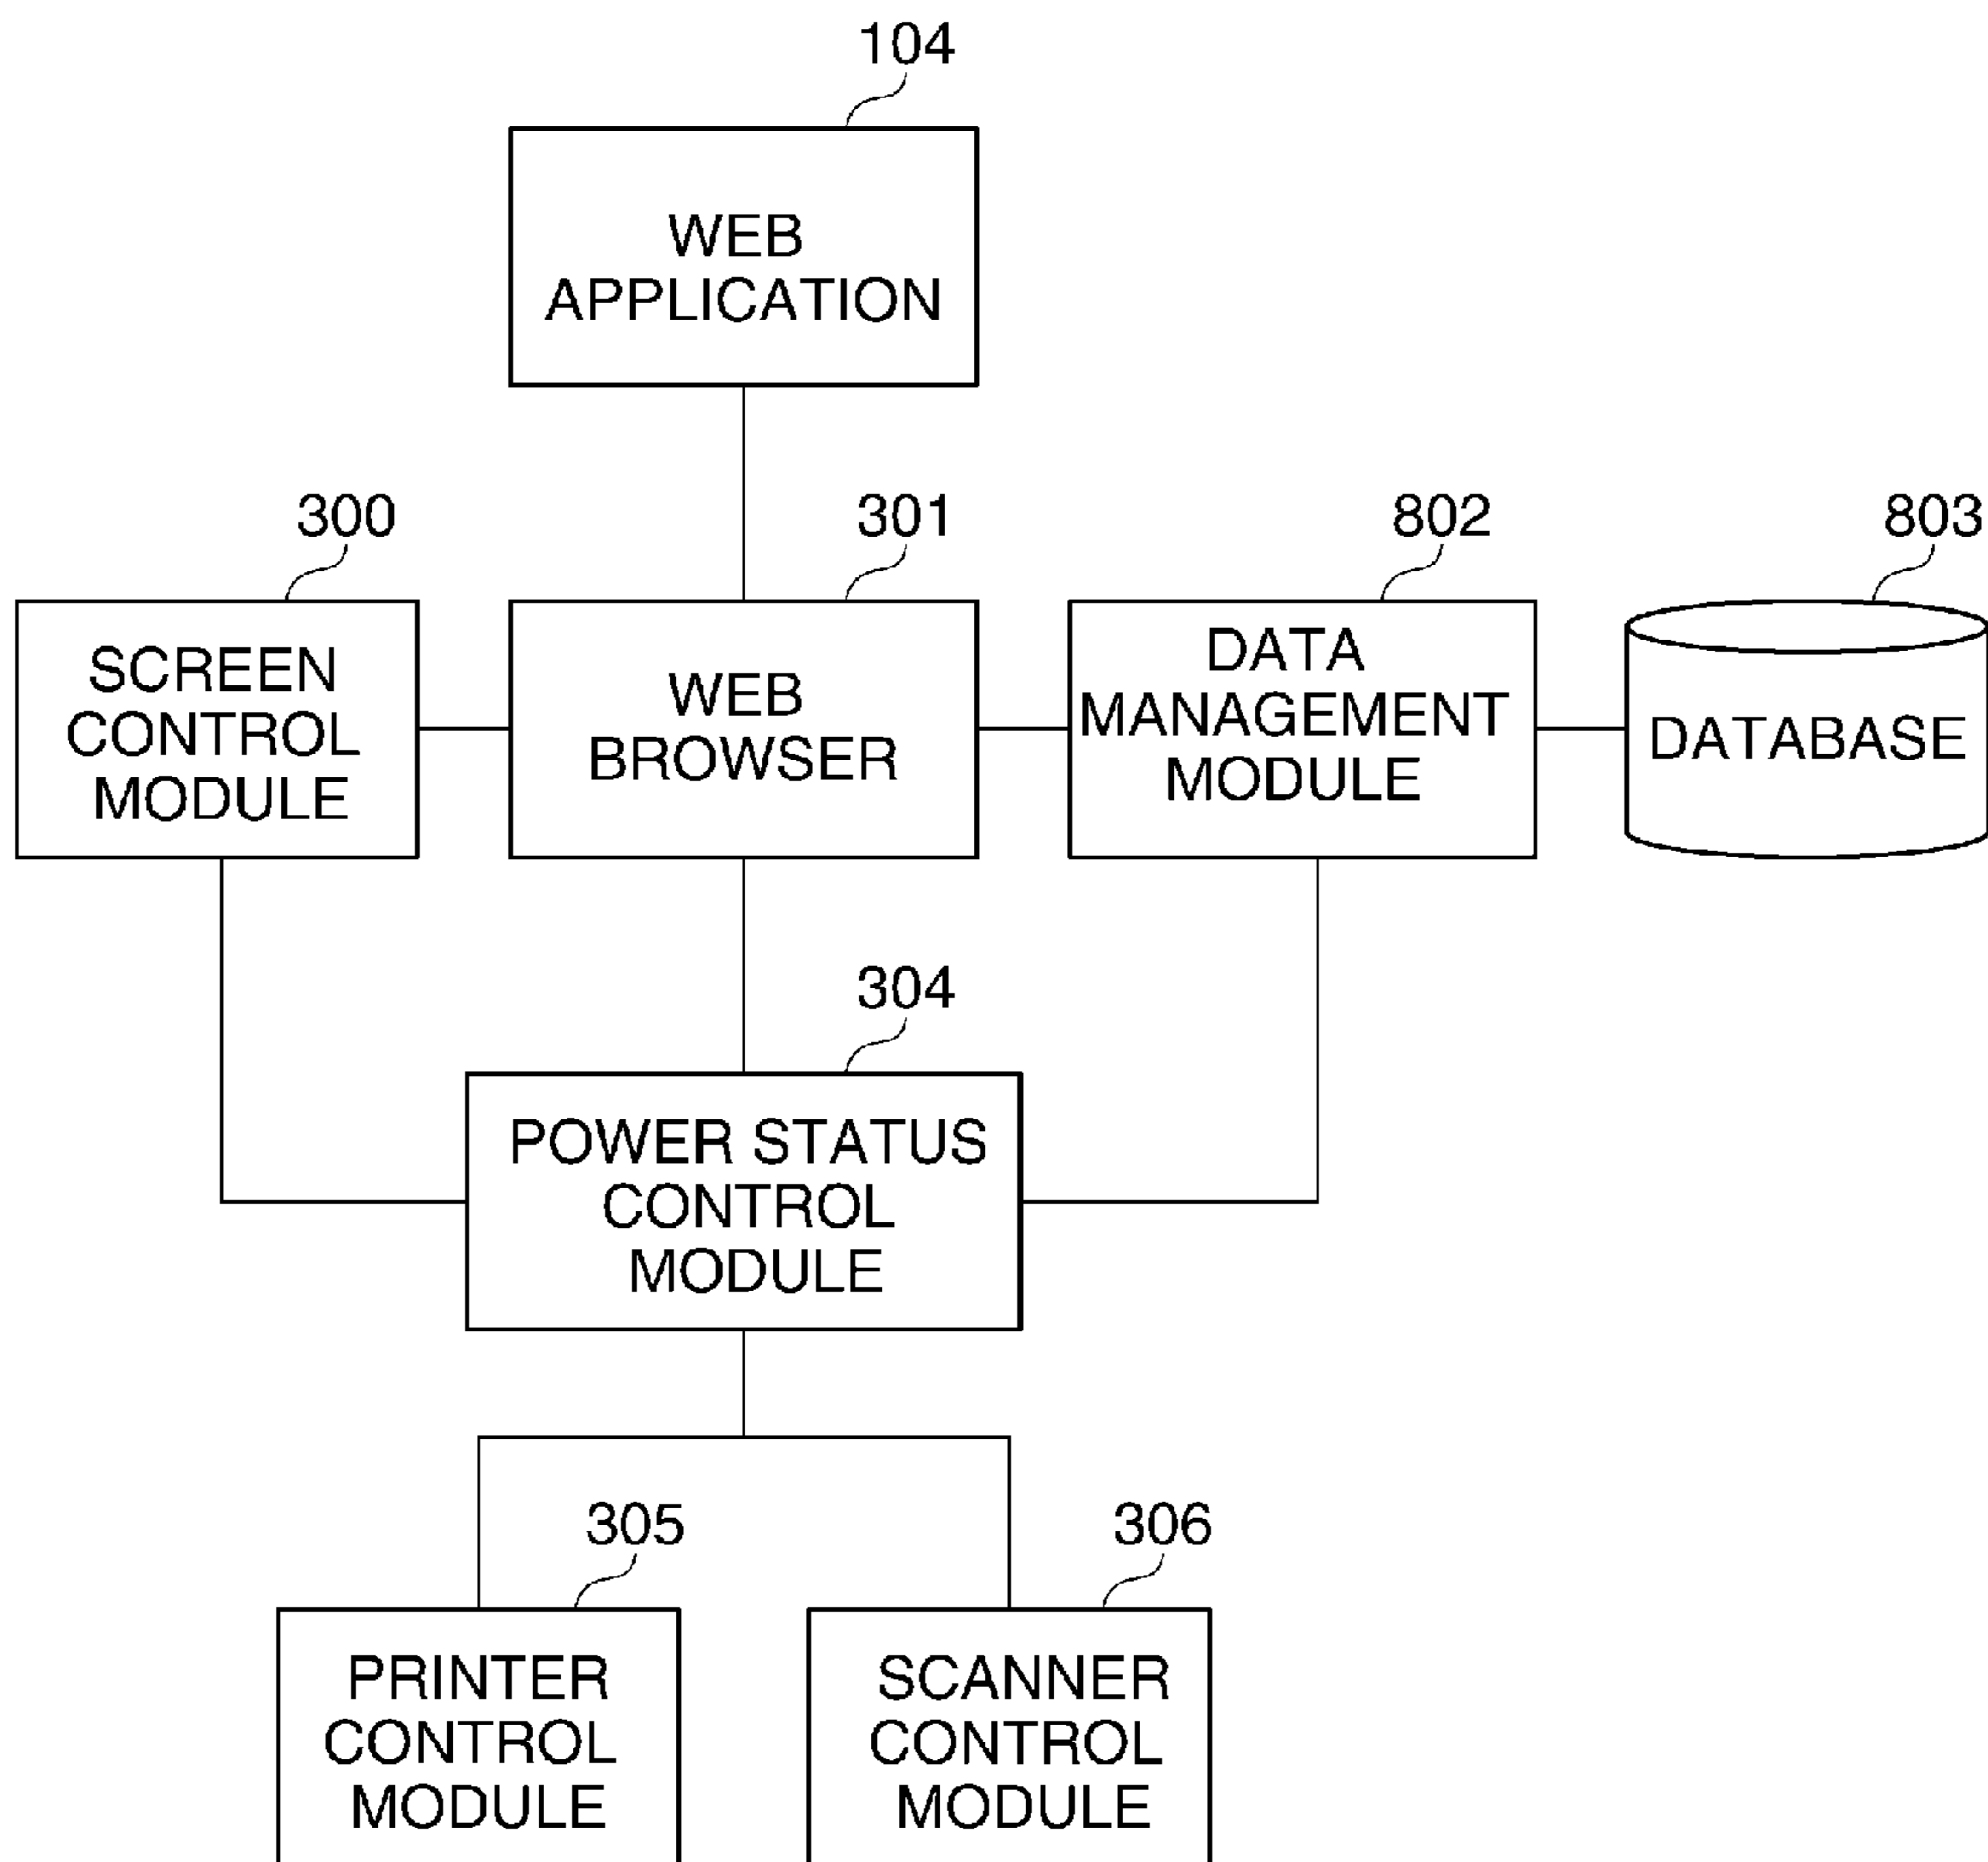 104
WEB
APPLICATION
300
301
802
803
SCREEN
CONTROL
MODULE
WEB
BROWSER
DATA
MANAGEMENT
MODULE
DATABASE
304
POWER STATUS
CONTROL
MODULE
305
306
PRINTER
CONTROL
MODULE
SCANNER
CONTROL
MODULE